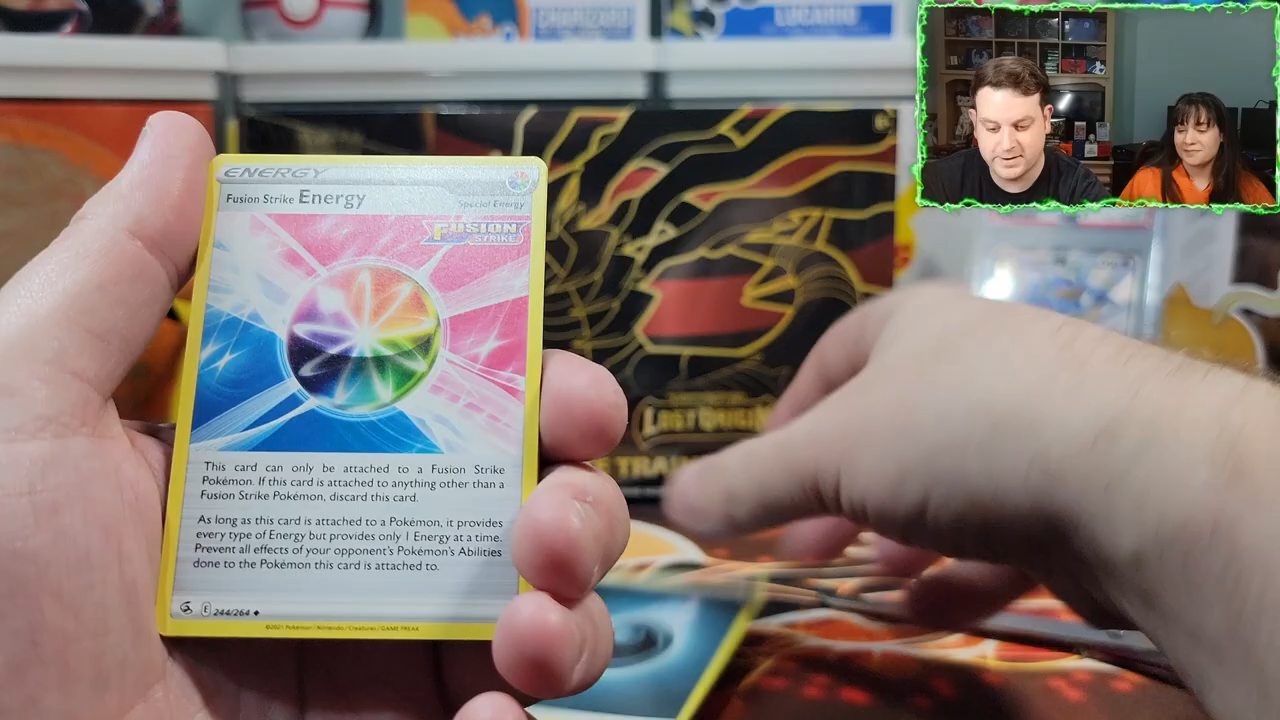 CHARIZARD
LUCARIO
ENERGY
Fusion Strike Energy
Special Energy
FUSION
STRIKE
This card can only be attached to a Fusion Strike
Pokémon. If this card is attached to anything other than a
Fusion Strike Pokémon, discard this card.
As long as this card is attached to a Pokémon, it provides
every type of Energy but provides only 1 Energy at a time.
Prevent all effects of your opponent's Pokémon's Abilities
done to the Pokémon this card is attached to.
E 244/264
©2021 Pokémon/Nintendo/Creatures/GAME FREAK
LOST ORIGIN
E TRAI